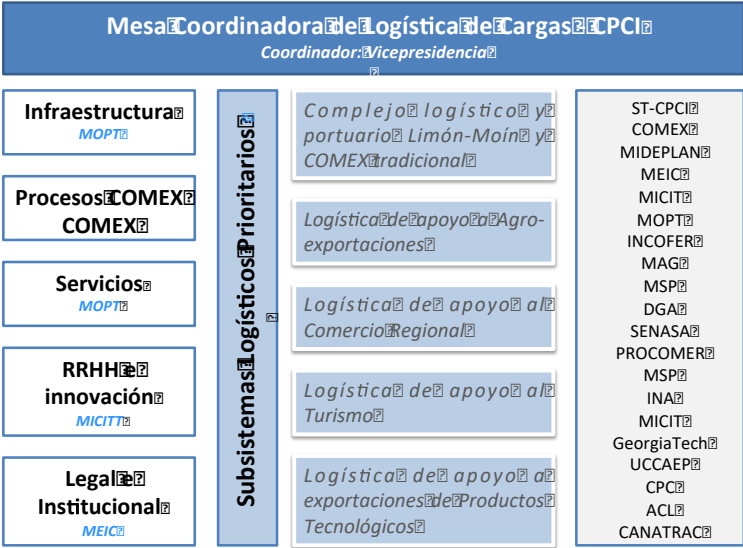 Mesa Coordinadora de Logística de Cargas - CPCI
Coordinador: Vicepresidencia
Infraestructura
MOPT
Procesos COMEX
COMEX
Servicios
MOPT
RRHH e
innovación
MICITT
Legal e
Institucional
MEIC
Subsistemas Logísticos Prioritarios
Complejo logístico y
portuario Limón-Moín y
COMEX tradicional
Logística de apoyo a Agro-
exportaciones
Logística de apoyo al
Comercio Regional
Logística de apoyo al
Turismo
Logística de apoyo a
exportaciones de Productos
Tecnológicos
ST-CPCI
COMEX
MIDEPLAN
MEIC
MICIT
MOPT
INCOFER
MAG
MSP
DGA
SENASA
PROCOMER
MSP
INA
MICIT
GeorgiaTech
UCCAEP
CPC
ACL
CANATRAC